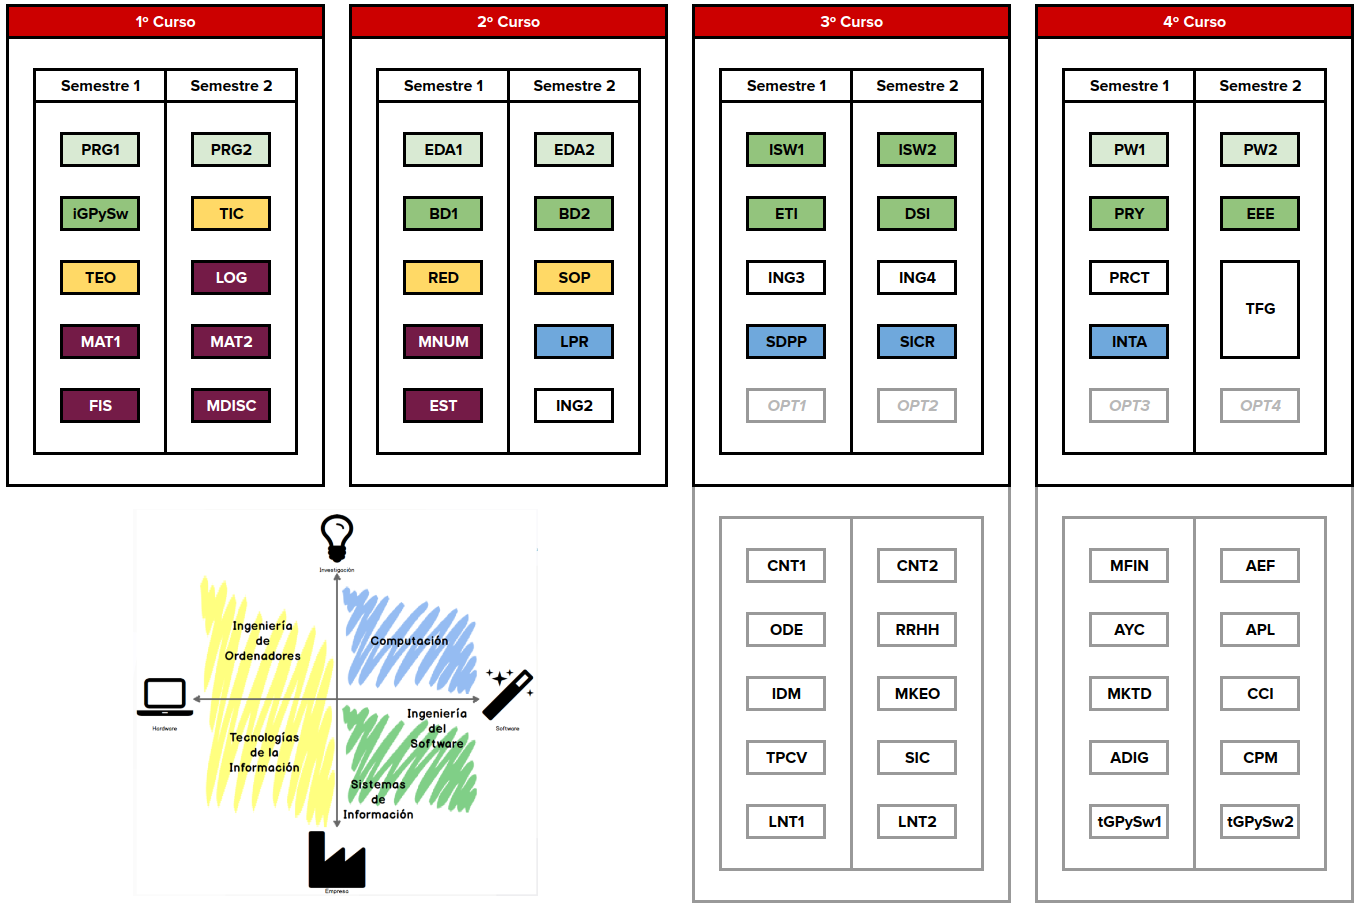 1º Curso
Semestre 1 Semestre 2
PRG1 PRG2
iGPySw TIC
TEO LOG
MAT1 MAT2
FIS MDISC
2º Curso
Semestre 1 Semestre 2
EDA1 EDA2
BD1 BD2
RED SOP
MNUM LPR
EST ING2
3º Curso
Semestre 1 Semestre 2
ISW1 ISW2
ETI DSI
ING3 ING4
SDPP SICR
OPT1 OPT2
4º Curso
Semestre 1 Semestre 2
PW1 PW2
PRY EEE
PRCT TFG
INTA
OPT3 OPT4
Investigación
Ingeniería
de
Ordenadores
Computación
Hardware
Software
Tecnologías
de la
Información
Ingeniería
del
Software
Sistemas
de
Información
Empresa
CNT1 CNT2
ODE RRHH
IDM MKEO
TPCV SIC
LNT1 LNT2
MFIN AEF
AYC APL
MKTD CCI
ADIG CPM
tGPySw1 tGPySw2